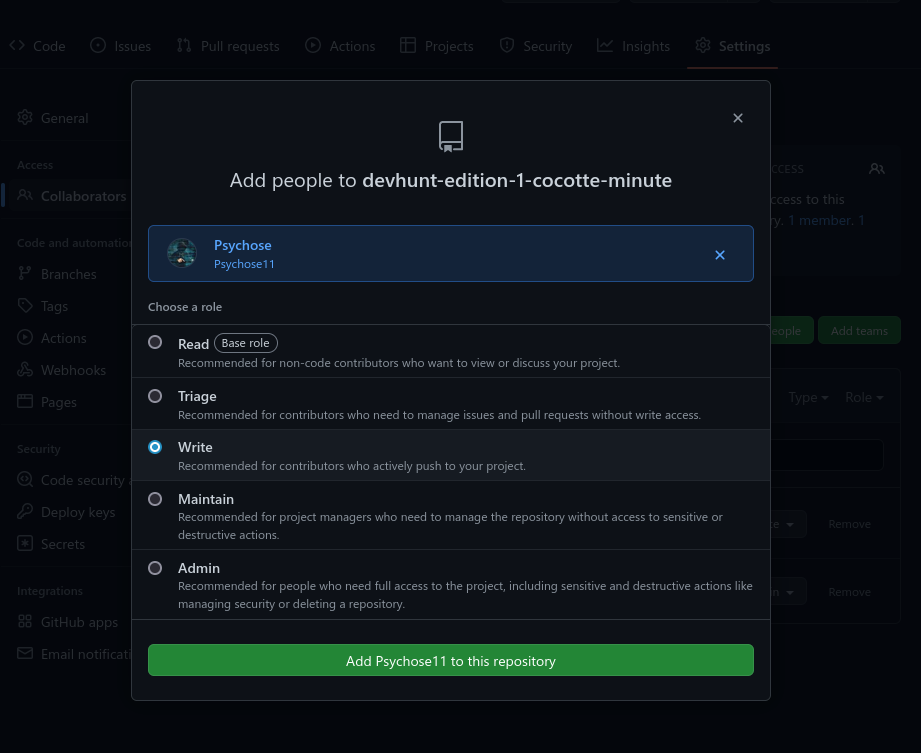 Code Issues Pull requests Actions Projects Security Insights Settings
General
Access
Collaborators
Code and automation
Branches
Tags
Actions
Webhooks
Pages
Security
Code security
Deploy keys
Secrets
Integrations
GitHub apps
Email notificati
Add people to devhunt-edition-1-cocotte-minute
Psychose
Psychose11
Choose a role
Read Base role
Recommended for non-code contributors who want to view or discuss your project.
Triage
Recommended for contributors who need to manage issues and pull requests without write access.
Write
Recommended for contributors who actively push to your project.
Maintain
Recommended for project managers who need to manage the repository without access to sensitive or
destructive actions.
Admin
Recommended for people who need full access to the project, including sensitive and destructive actions like
managing security or deleting a repository.
Add Psychose11 to this repository
CCESS
ccess to this
ry. 1 member. 1
eople Add teams
Type Role
Remove
Remove